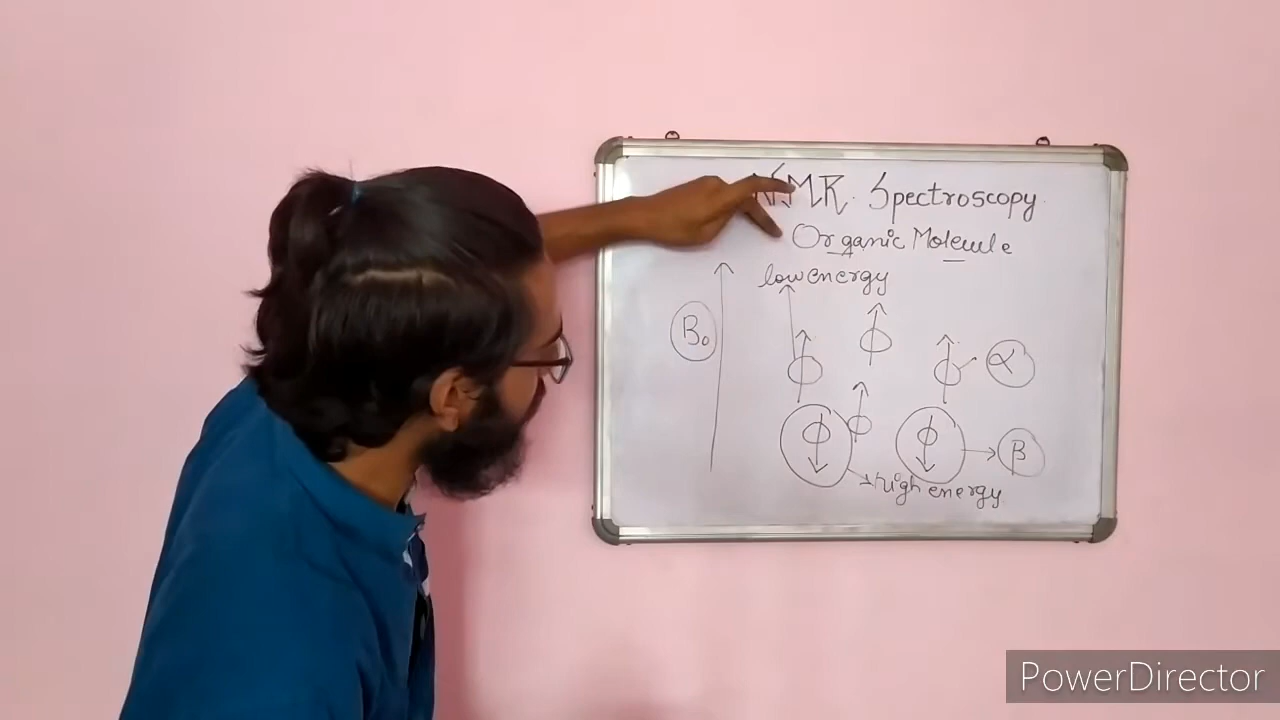 NMR. Spectroscopy
Organic Molecule
low energy
B₀
α
β
high energy
PowerDirector